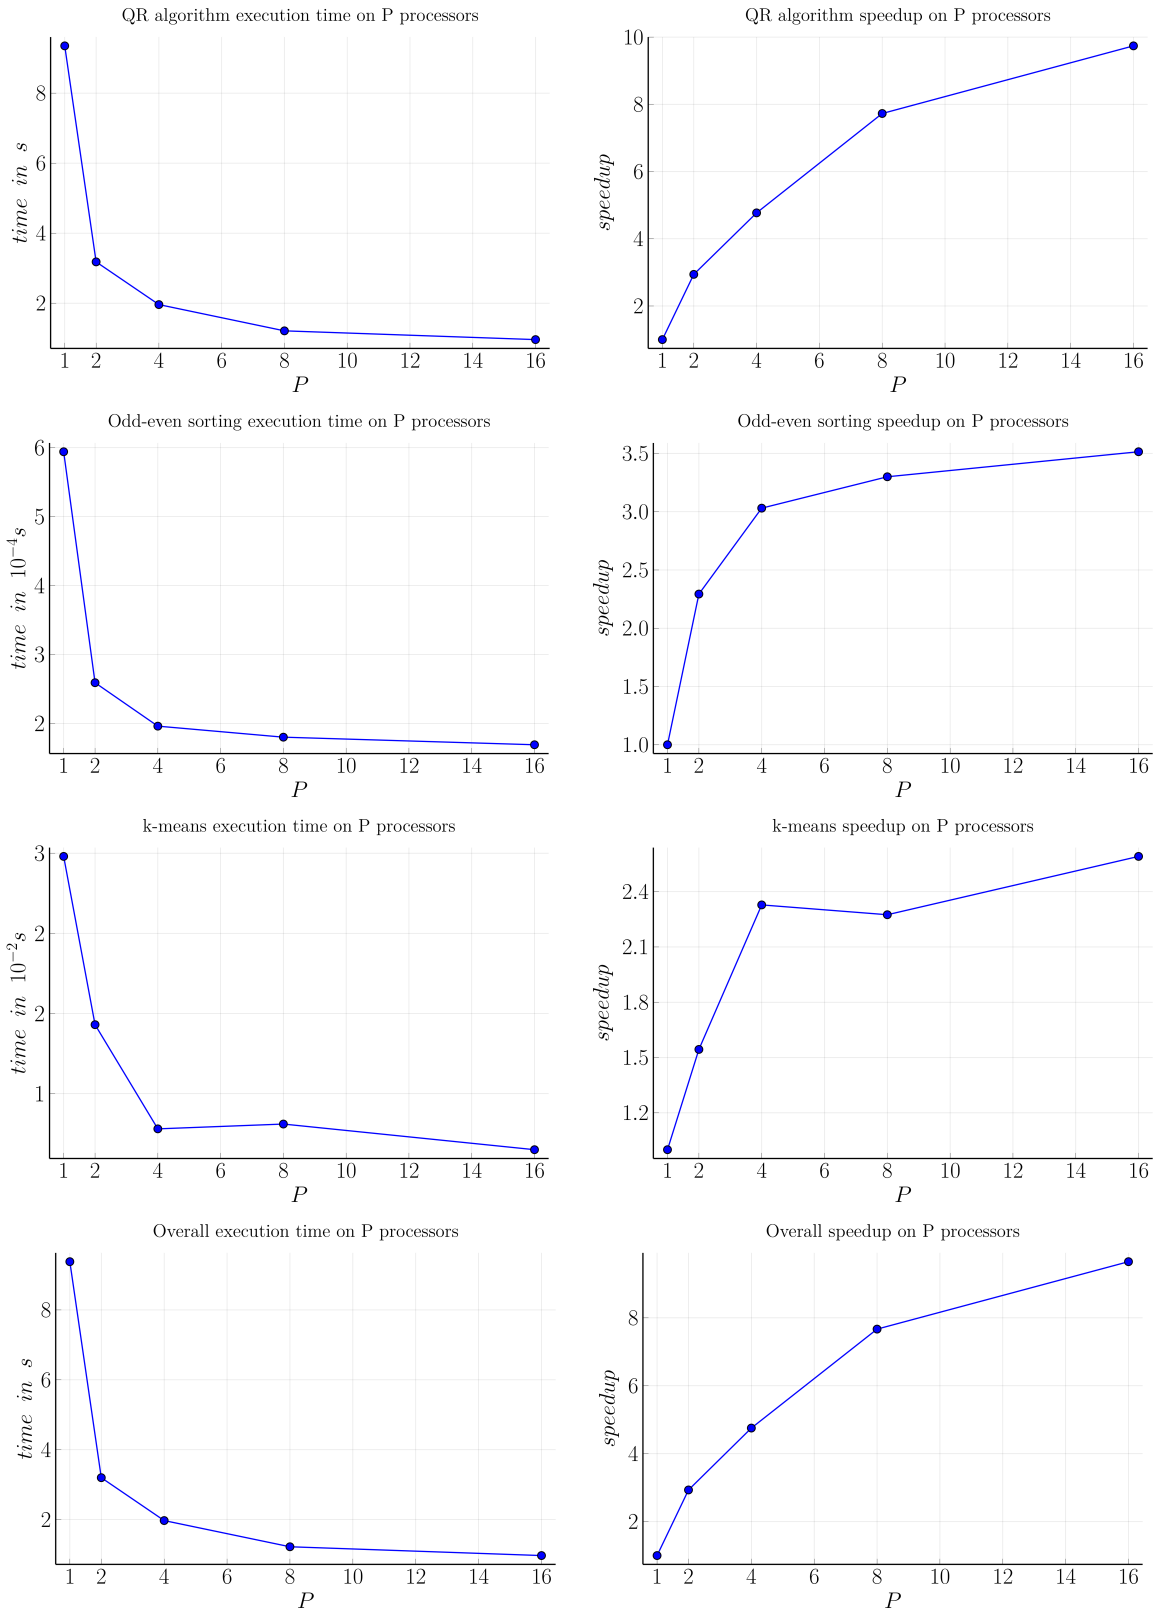 QR algorithm execution time on P processors
time in s
8
6
4
2
1 2 4 6 8 10 12 14 16
P
QR algorithm speedup on P processors
speedup
10
8
6
4
2
1 2 4 6 8 10 12 14 16
P
Odd-even sorting execution time on P processors
time in 10⁻⁴s
6
5
4
3
2
1 2 4 6 8 10 12 14 16
P
Odd-even sorting speedup on P processors
speedup
3.5
3.0
2.5
2.0
1.5
1.0
1 2 4 6 8 10 12 14 16
P
k-means execution time on P processors
time in 10⁻²s
3
2
2
1
1 2 4 6 8 10 12 14 16
P
k-means speedup on P processors
speedup
2.4
2.1
1.8
1.5
1.2
1 2 4 6 8 10 12 14 16
P
Overall execution time on P processors
time in s
8
6
4
2
1 2 4 6 8 10 12 14 16
P
Overall speedup on P processors
speedup
8
6
4
2
1 2 4 6 8 10 12 14 16
P